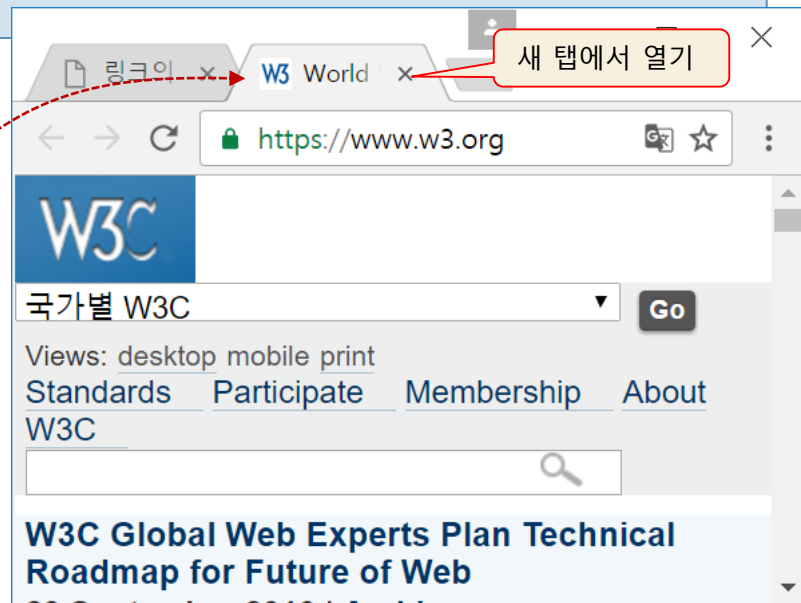 새 탭에서 열기
링크의 World
https://www.w3.org
W3C
국가별 W3C Go
Views: desktop mobile print
Standards Participate Membership About
W3C
W3C Global Web Experts Plan Technical
Roadmap for Future of Web